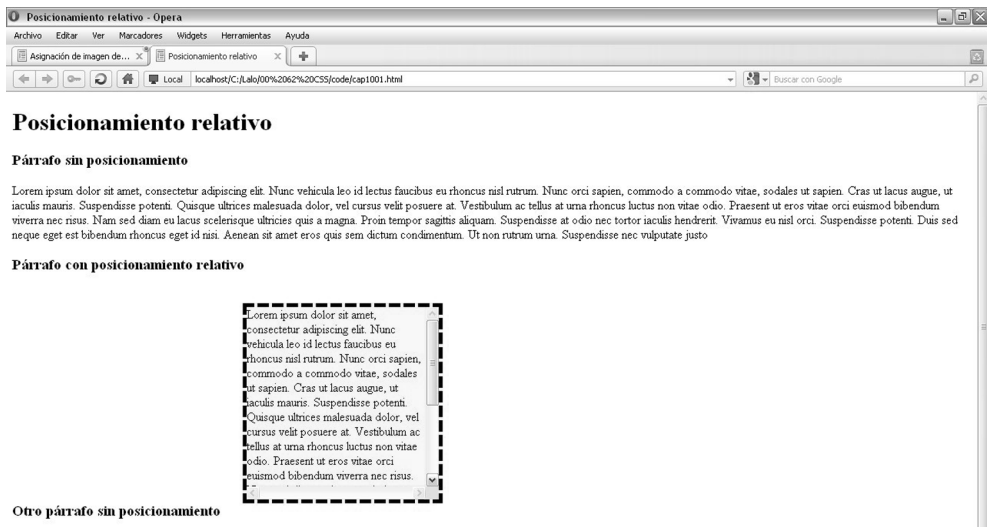 Posicionamiento relativo - Opera
Archivo Editar Ver Marcadores Widgets Herramientas Ayuda
Asignación de imagen de... Posicionamiento relativo
Local localhost/C:/Lalo/00%2062%20CSS/code/cap1001.html Buscar con Google
Posicionamiento relativo
Párrafo sin posicionamiento
Lorem ipsum dolor sit amet, consectetur adipiscing elit. Nunc vehicula leo id lectus faucibus eu rhoncus nisl rutrum. Nunc orci sapien, commodo a commodo vitae, sodales ut sapien. Cras ut lacus augue, ut
iaculis mauris. Suspendisse potenti. Quisque ultrices malesuada dolor, vel cursus velit posuere at. Vestibulum ac tellus at urna rhoncus luctus non vitae odio. Praesent ut eros vitae orci euismod bibendum
viverra nec risus. Nam sed diam eu lacus scelerisque ultricies quis a magna. Proin tempor sagittis aliquam. Suspendisse at odio nec tortor iaculis hendrerit. Vivamus eu nisl orci. Suspendisse potenti. Duis sed
neque eget est bibendum rhoncus eget id nisi. Aenean sit amet eros quis sem dictum condimentum. Ut non rutrum urna. Suspendisse nec vulputate justo
Párrafo con posicionamiento relativo
Lorem ipsum dolor sit amet,
consectetur adipiscing elit. Nunc
vehicula leo id lectus faucibus eu
rhoncus nisl rutrum. Nunc orci sapien,
commodo a commodo vitae, sodales
ut sapien. Cras ut lacus augue, ut
iaculis mauris. Suspendisse potenti.
Quisque ultrices malesuada dolor, vel
cursus velit posuere at. Vestibulum ac
tellus at urna rhoncus luctus non vitae
odio. Praesent ut eros vitae orci
euismod bibendum viverra nec risus.
Otro párrafo sin posicionamiento